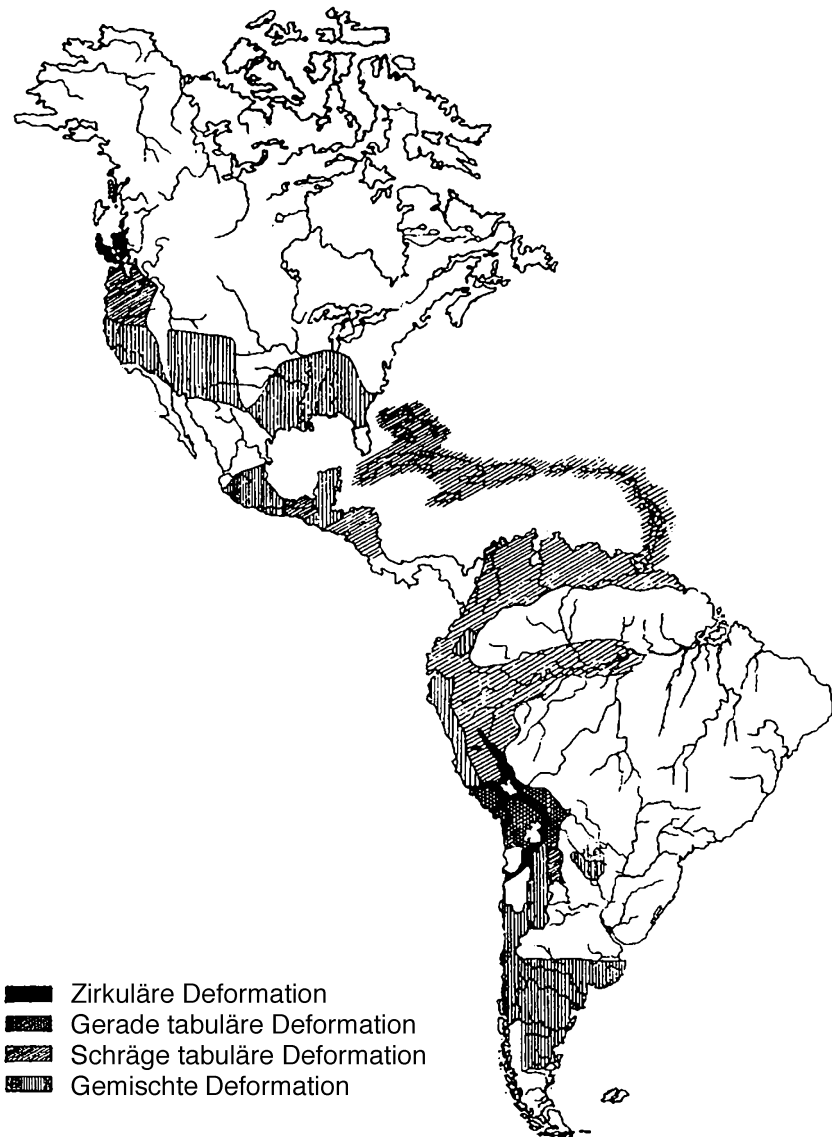 Zirkuläre Deformation
Gerade tabuläre Deformation
Schräge tabuläre Deformation
Gemischte Deformation